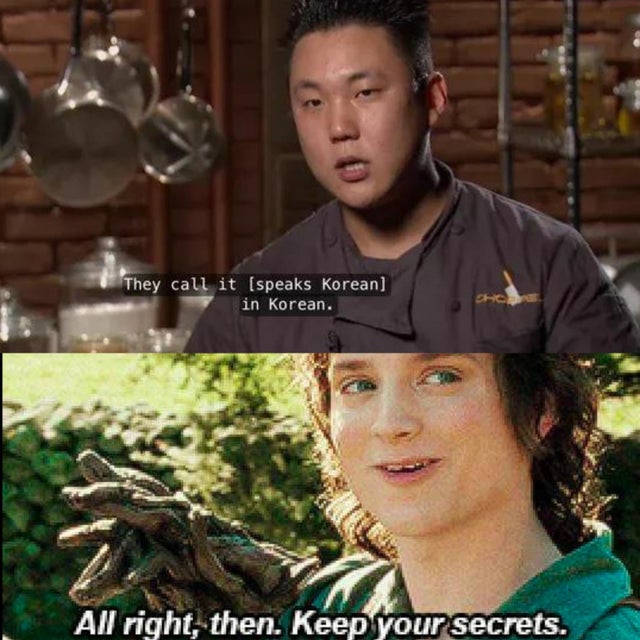 They call it [speaks Korean]
in Korean.
All right, then. Keep your secrets.